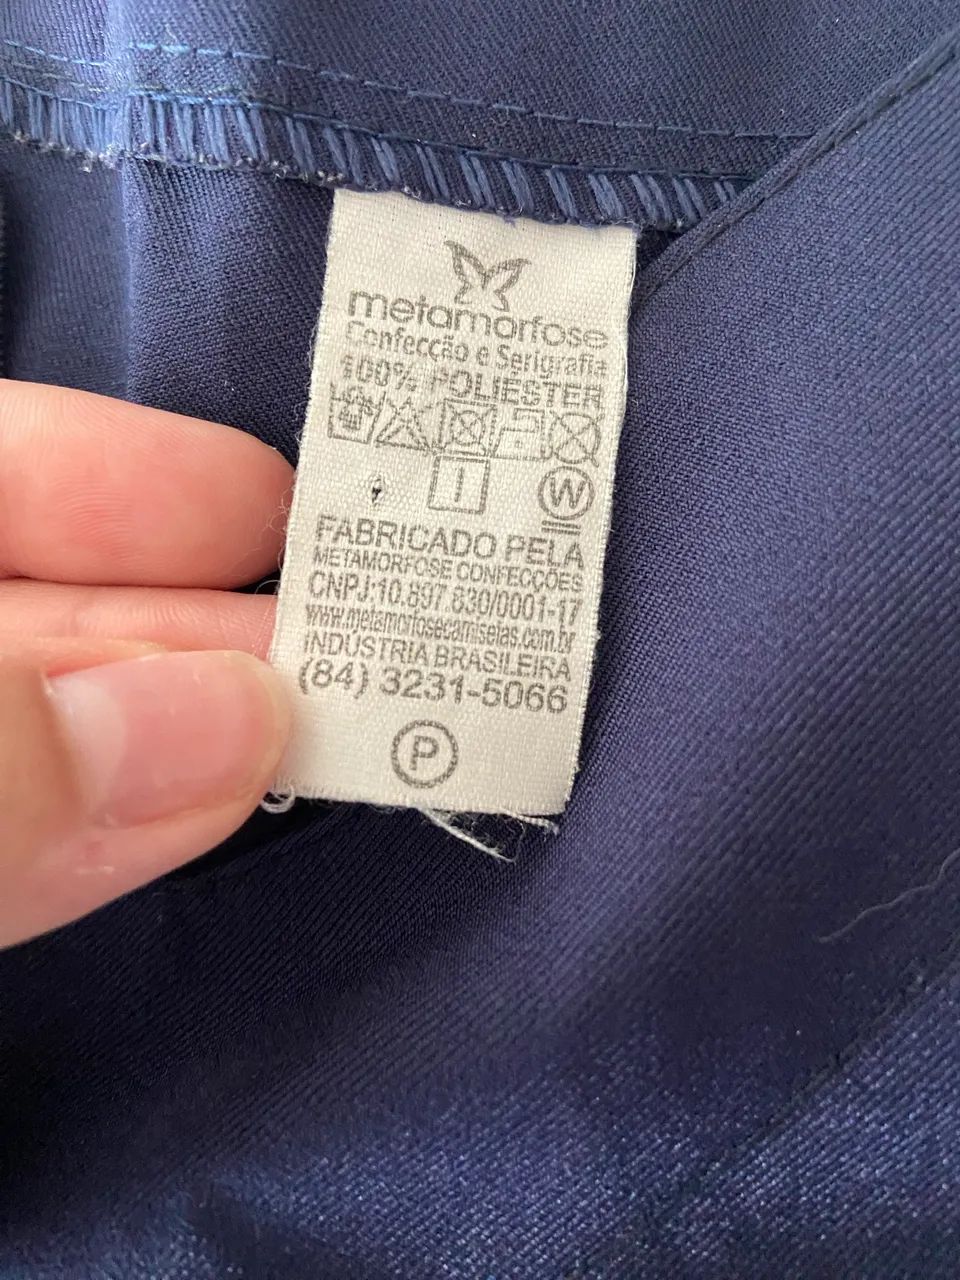 metamorfose
Confecção e Serigrafia
100% POLIESTER
I
W
FABRICADO PELA
METAMORFOSE CONFECÇÕES
CNPJ:10.897.830/0001-17
www.metamorfosecamisetas.com.br
INDÚSTRIA BRASILEIRA
(84) 3231-5066
P